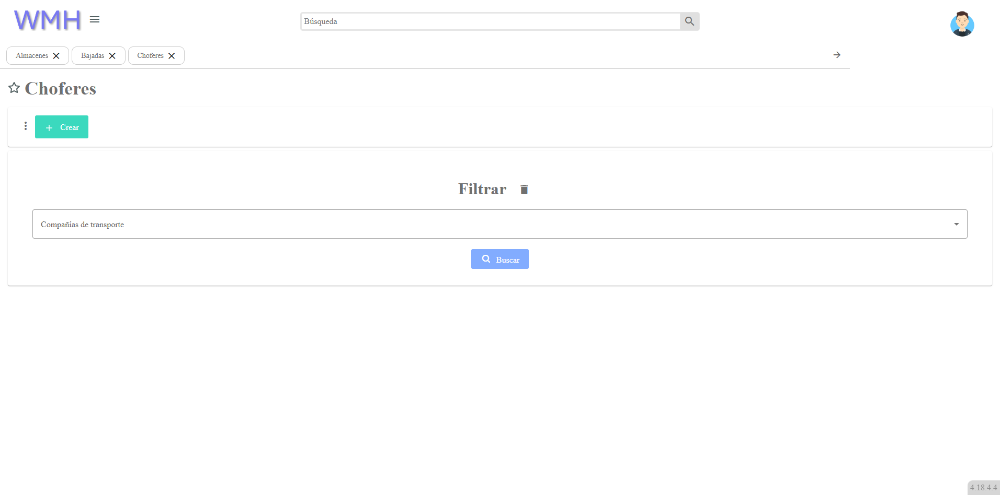 WMH
Búsqueda
Almacenes
Bajadas
Choferes
Choferes
Crear
Filtrar
Compañías de transporte
Buscar
4.18.4.4